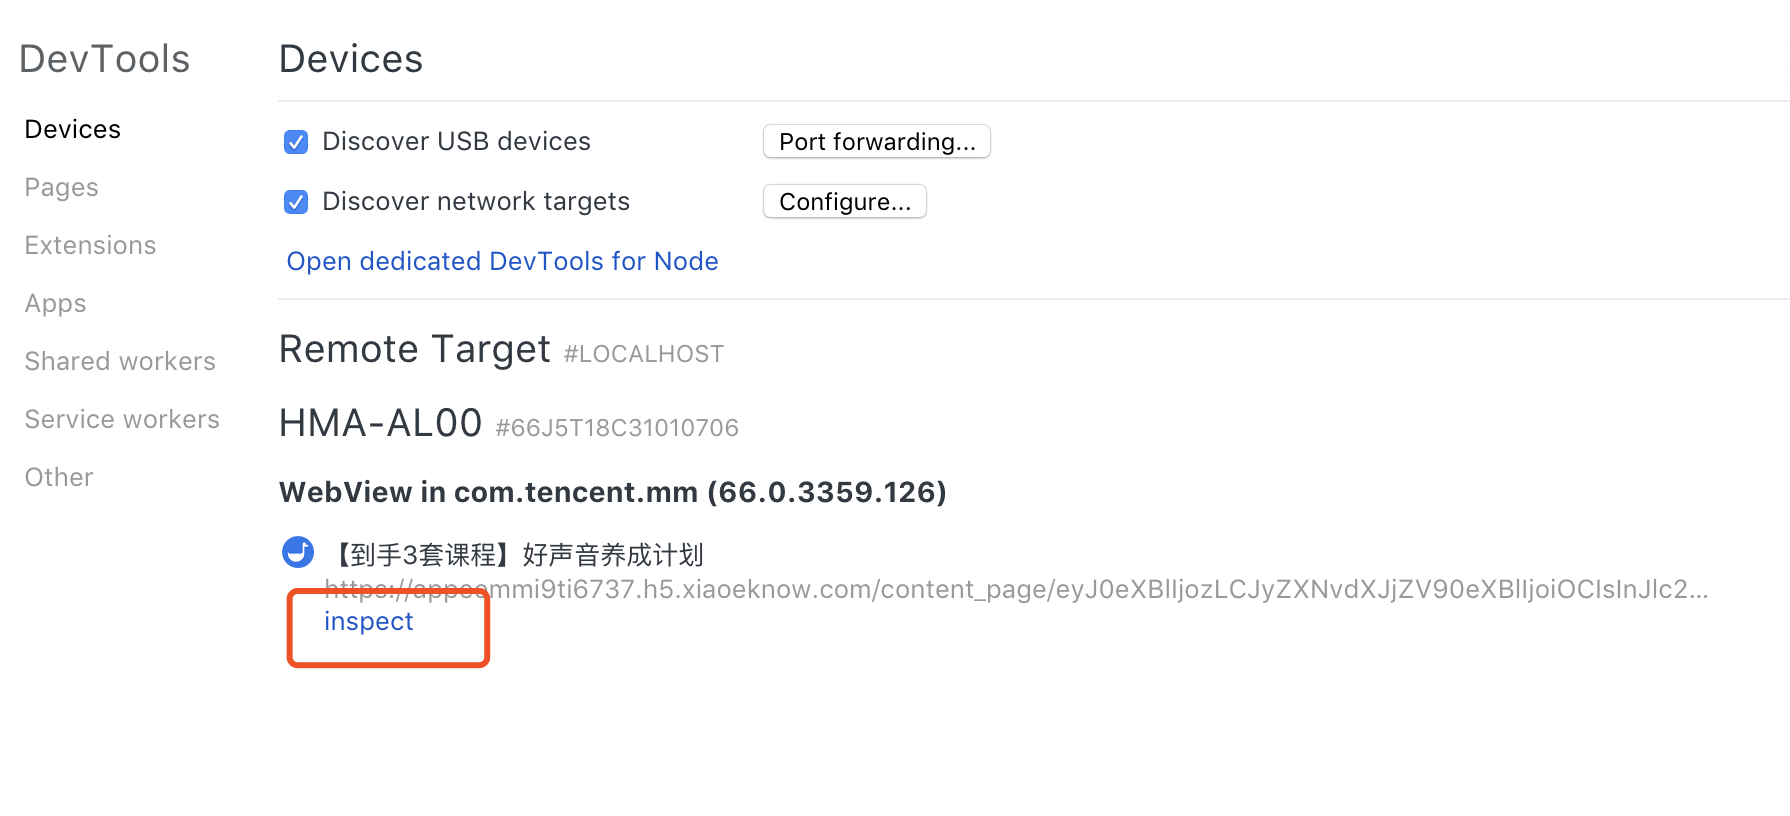 DevTools
Devices
Pages
Extensions
Apps
Shared workers
Service workers
Other
Devices
Discover USB devices
Port forwarding...
Discover network targets
Configure...
Open dedicated DevTools for Node
Remote Target #LOCALHOST
HMA-AL00 #66J5T18C31010706
WebView in com.tencent.mm (66.0.3359.126)
【到手3套课程】好声音养成计划
https://appcommi9ti6737.h5.xiaoeknow.com/content_page/eyJ0eXBlIjozLCJyZXNvdXJjZV90eXBlIjoiOCIsInJlc2...
inspect